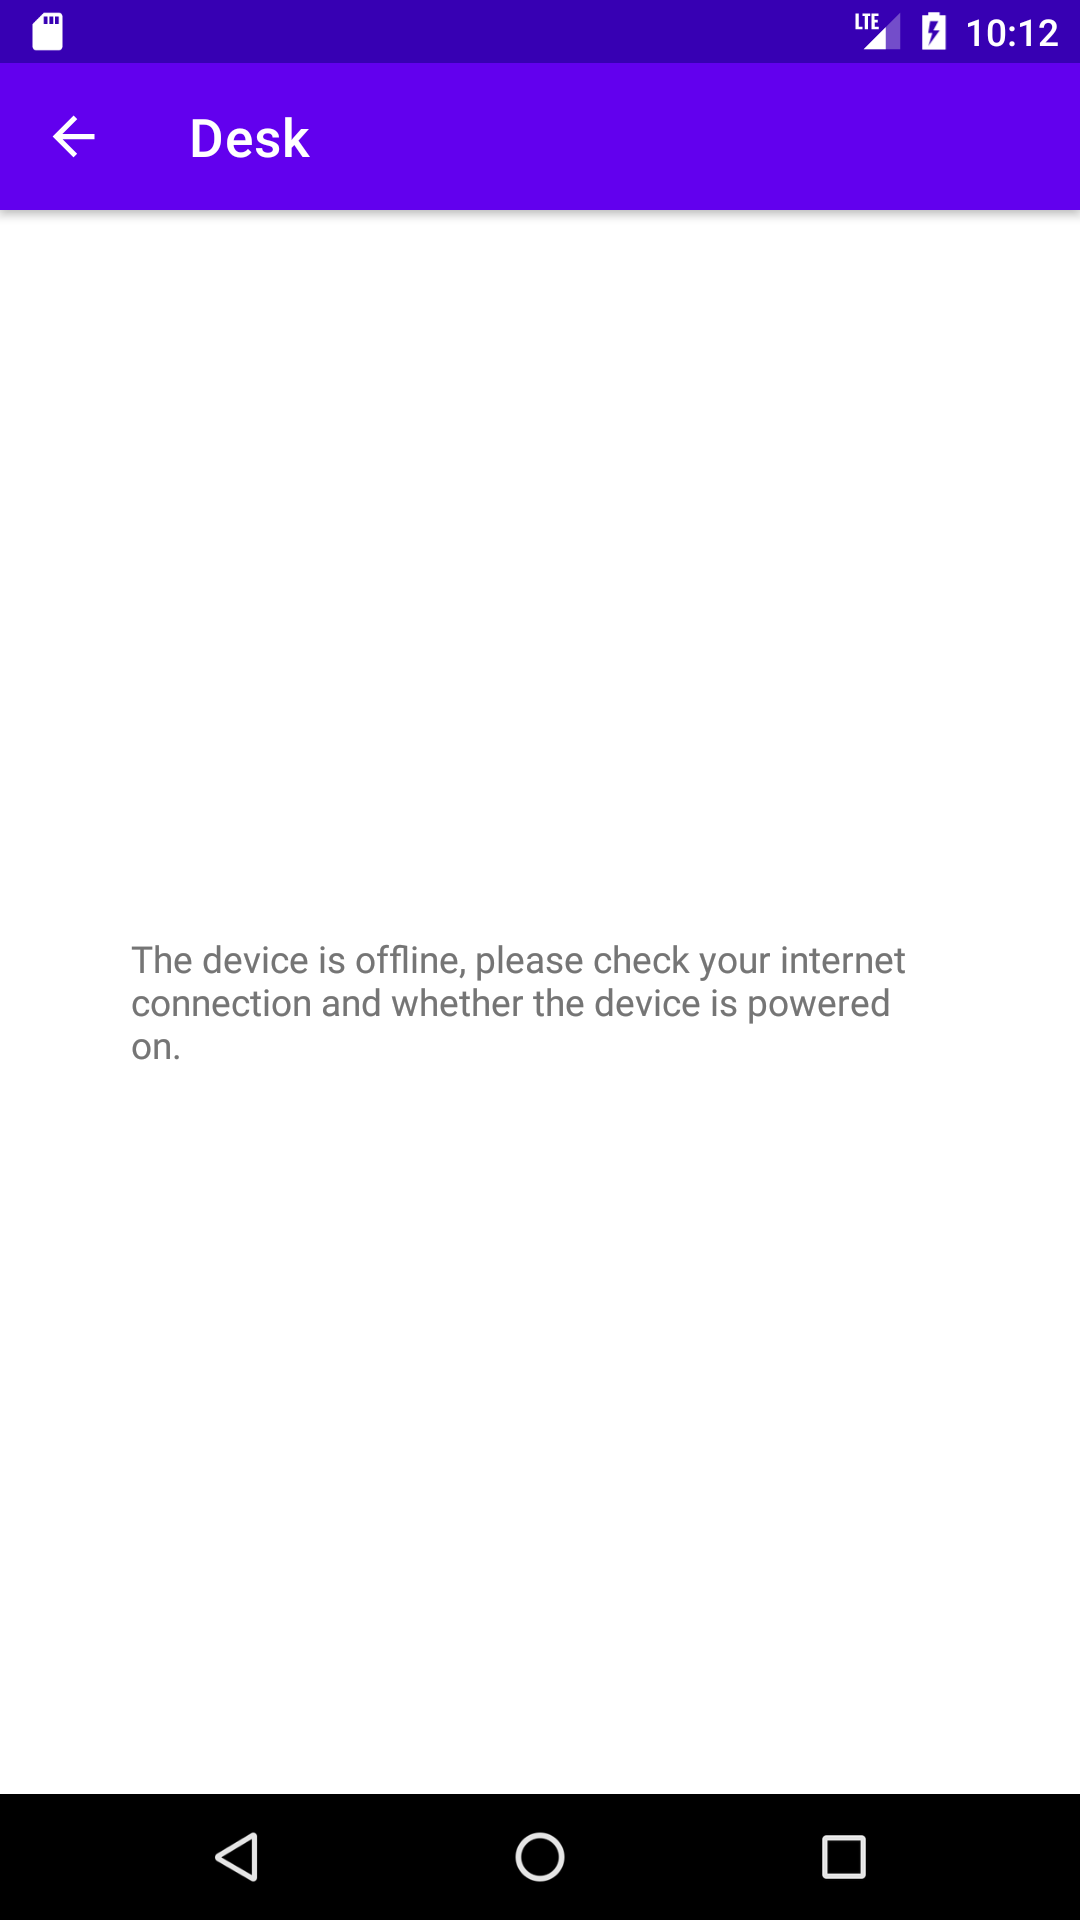 LTE 10:12
Desk
The device is offline, please check your internet
connection and whether the device is powered
on.